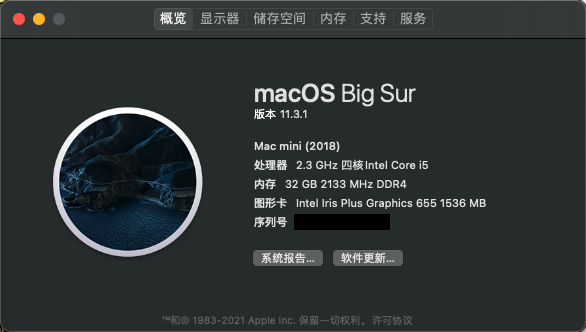 概览 显示器 储存空间 内存 支持 服务
macOS Big Sur
版本 11.3.1
Mac mini (2018)
处理器 2.3 GHz 四核Intel Core i5
内存 32 GB 2133 MHz DDR4
图形卡 Intel Iris Plus Graphics 655 1536 MB
序列号
系统报告... 软件更新...
™和© 1983-2021 Apple Inc. 保留一切权利。许可协议